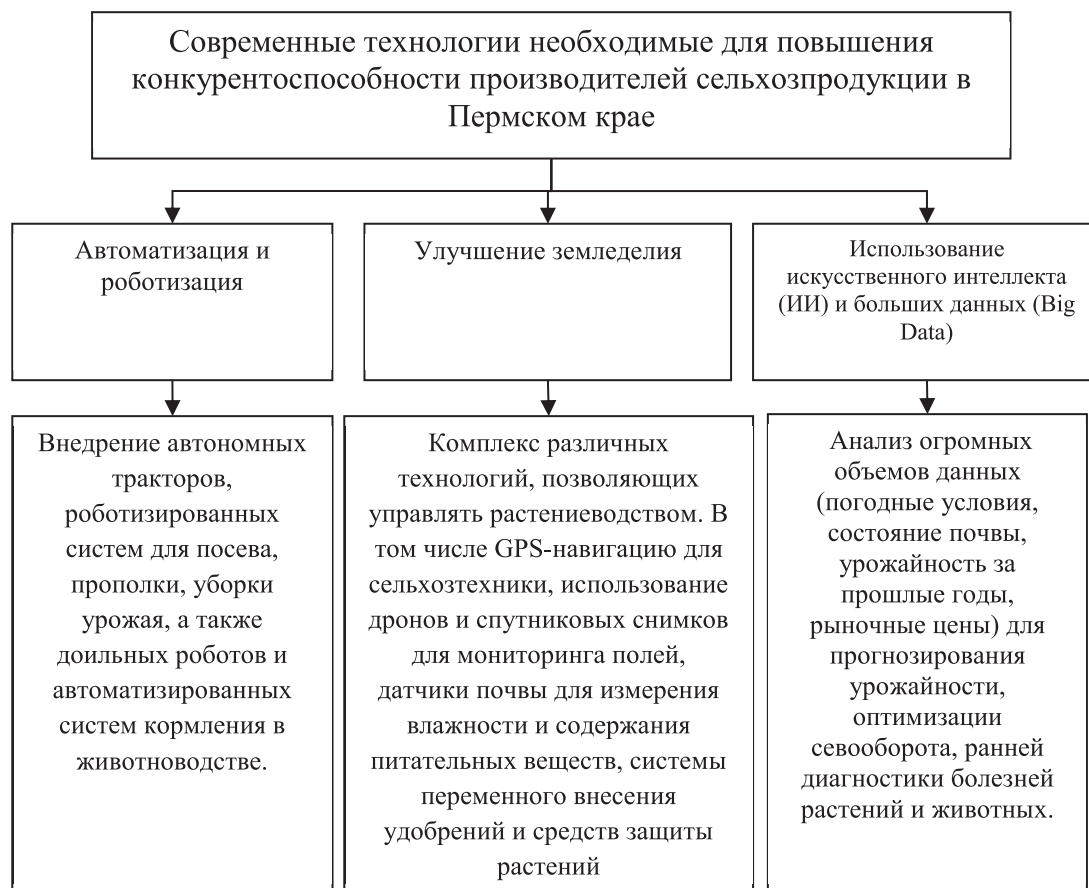 Современные технологии необходимые для повышения
конкурентоспособности производителей сельхозпродукции в
Пермском крае
Автоматизация и
роботизация
Улучшение земледелия
Использование
искусственного интеллекта
(ИИ) и больших данных (Big
Data)
Внедрение автономных
тракторов,
роботизированных
систем для посева,
прополки, уборки
урожая, а также
доильных роботов и
автоматизированных
систем кормления в
животноводстве.
Комплекс различных
технологий, позволяющих
управлять растениеводством. В
том числе GPS-навигацию для
сельхозтехники, использование
дронов и спутниковых снимков
для мониторинга полей,
датчики почвы для измерения
влажности и содержания
питательных веществ, системы
переменного внесения
удобрений и средств защиты
растений
Анализ огромных
объемов данных
(погодные условия,
состояние почвы,
урожайность за
прошлые годы,
рыночные цены) для
прогнозирования
урожайности,
оптимизации
севооборота, ранней
диагностики болезней
растений и животных.